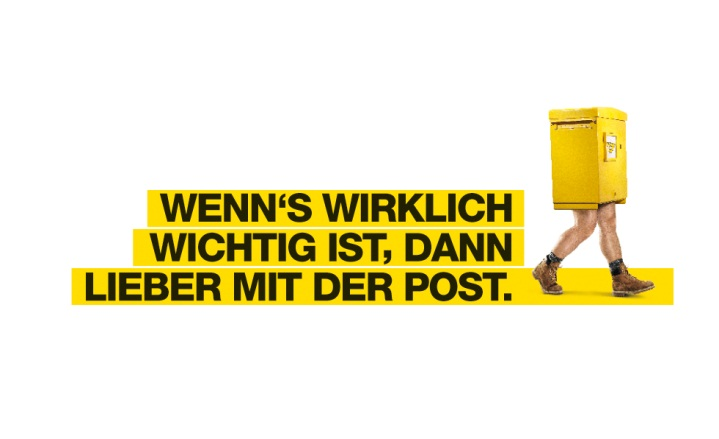 WENN‘S WIRKLICH
WICHTIG IST, DANN
LIEBER MIT DER POST.